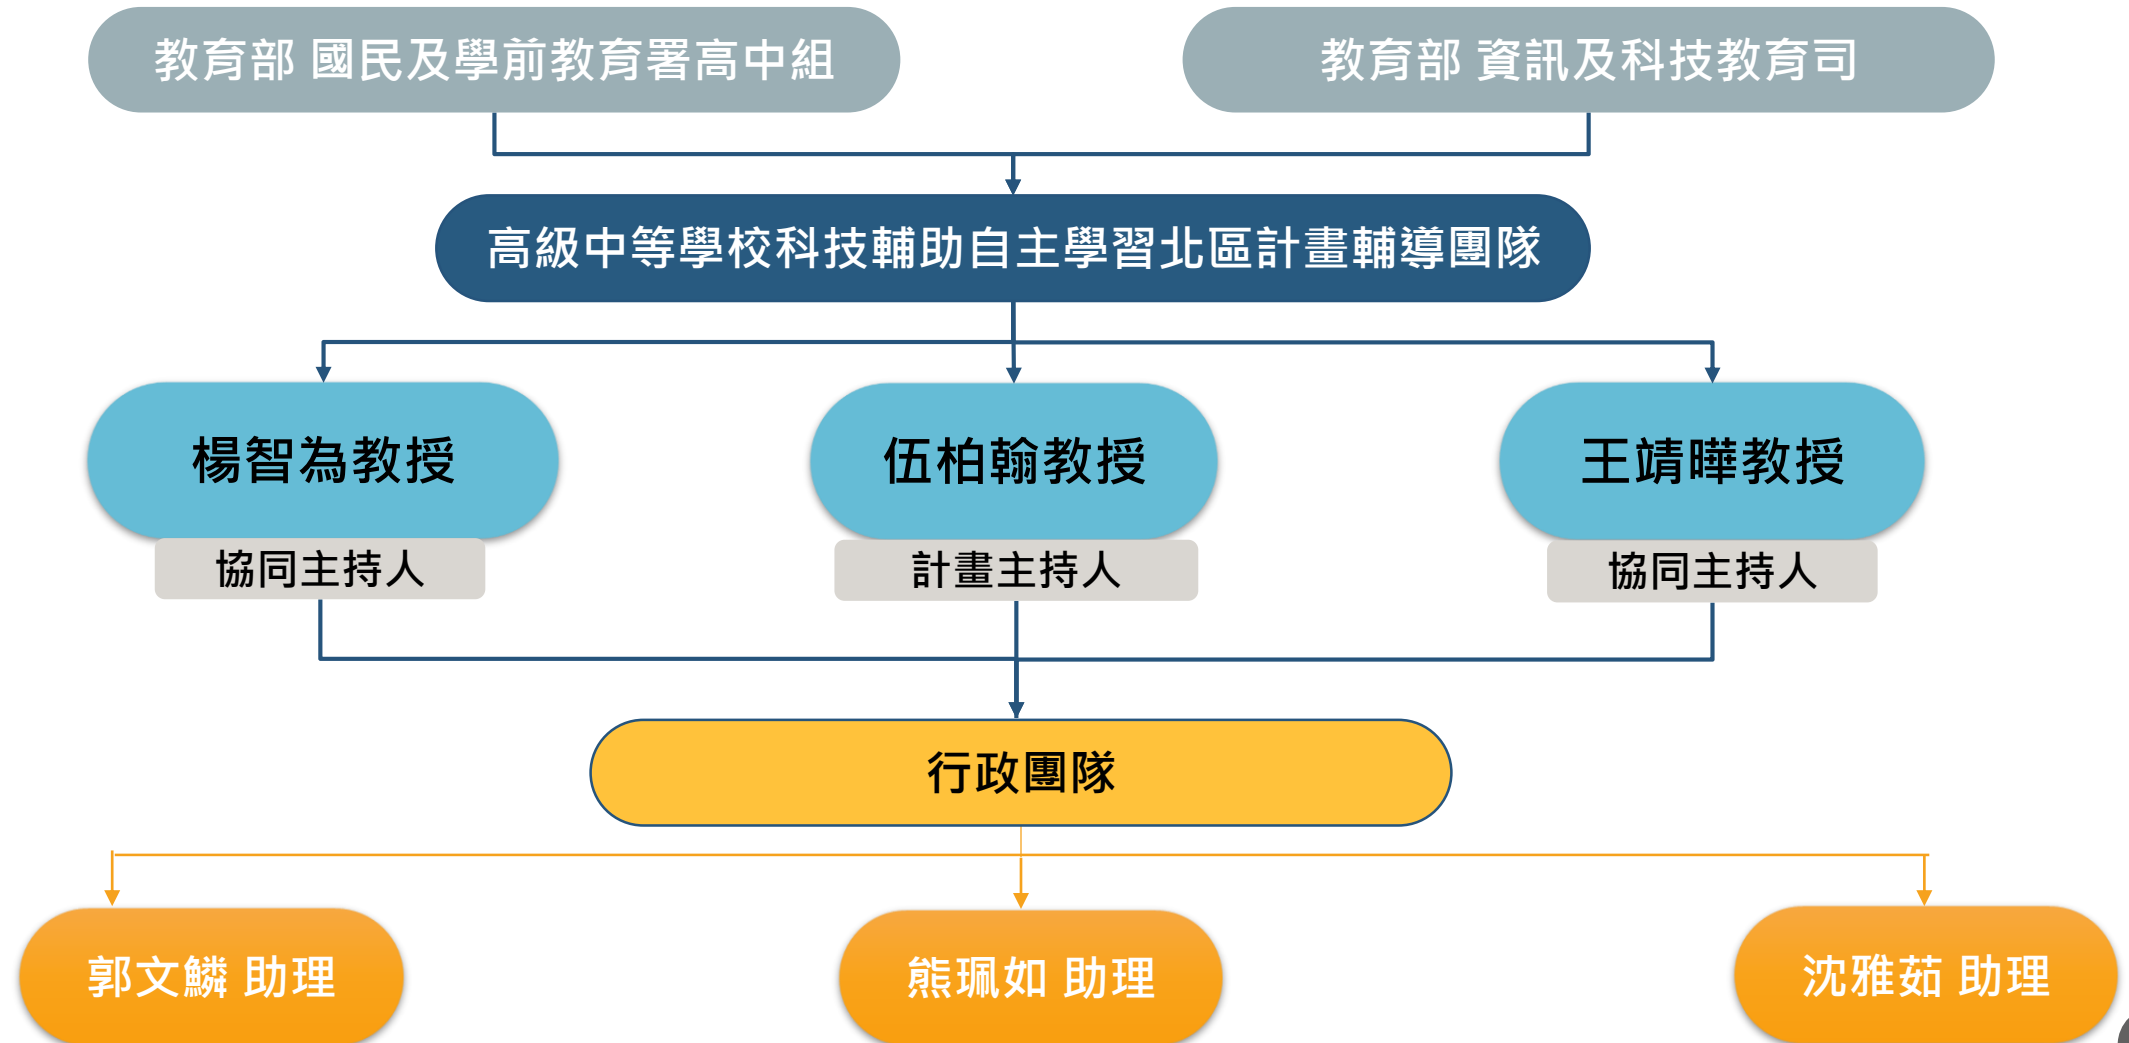 教育部 國民及學前教育署高中組
教育部 資訊及科技教育司
高級中等學校科技輔助自主學習北區計畫輔導團隊
楊智為教授
伍柏翰教授
王靖曄教授
協同主持人
計畫主持人
協同主持人
行政團隊
郭文鱗 助理
熊珮如 助理
沈雅茹 助理